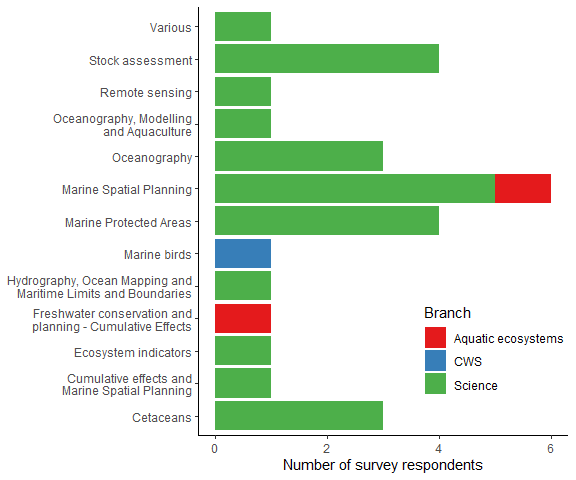 Various
Stock assessment
Remote sensing
Oceanography, Modelling
and Aquaculture
Oceanography
Marine Spatial Planning
Marine Protected Areas
Marine birds
Hydrography, Ocean Mapping and
Maritime Limits and Boundaries
Freshwater conservation and
planning - Cumulative Effects
Ecosystem indicators
Cumulative effects and
Marine Spatial Planning
Cetaceans
Branch
Aquatic ecosystems
CWS
Science
0 2 4 6
Number of survey respondents